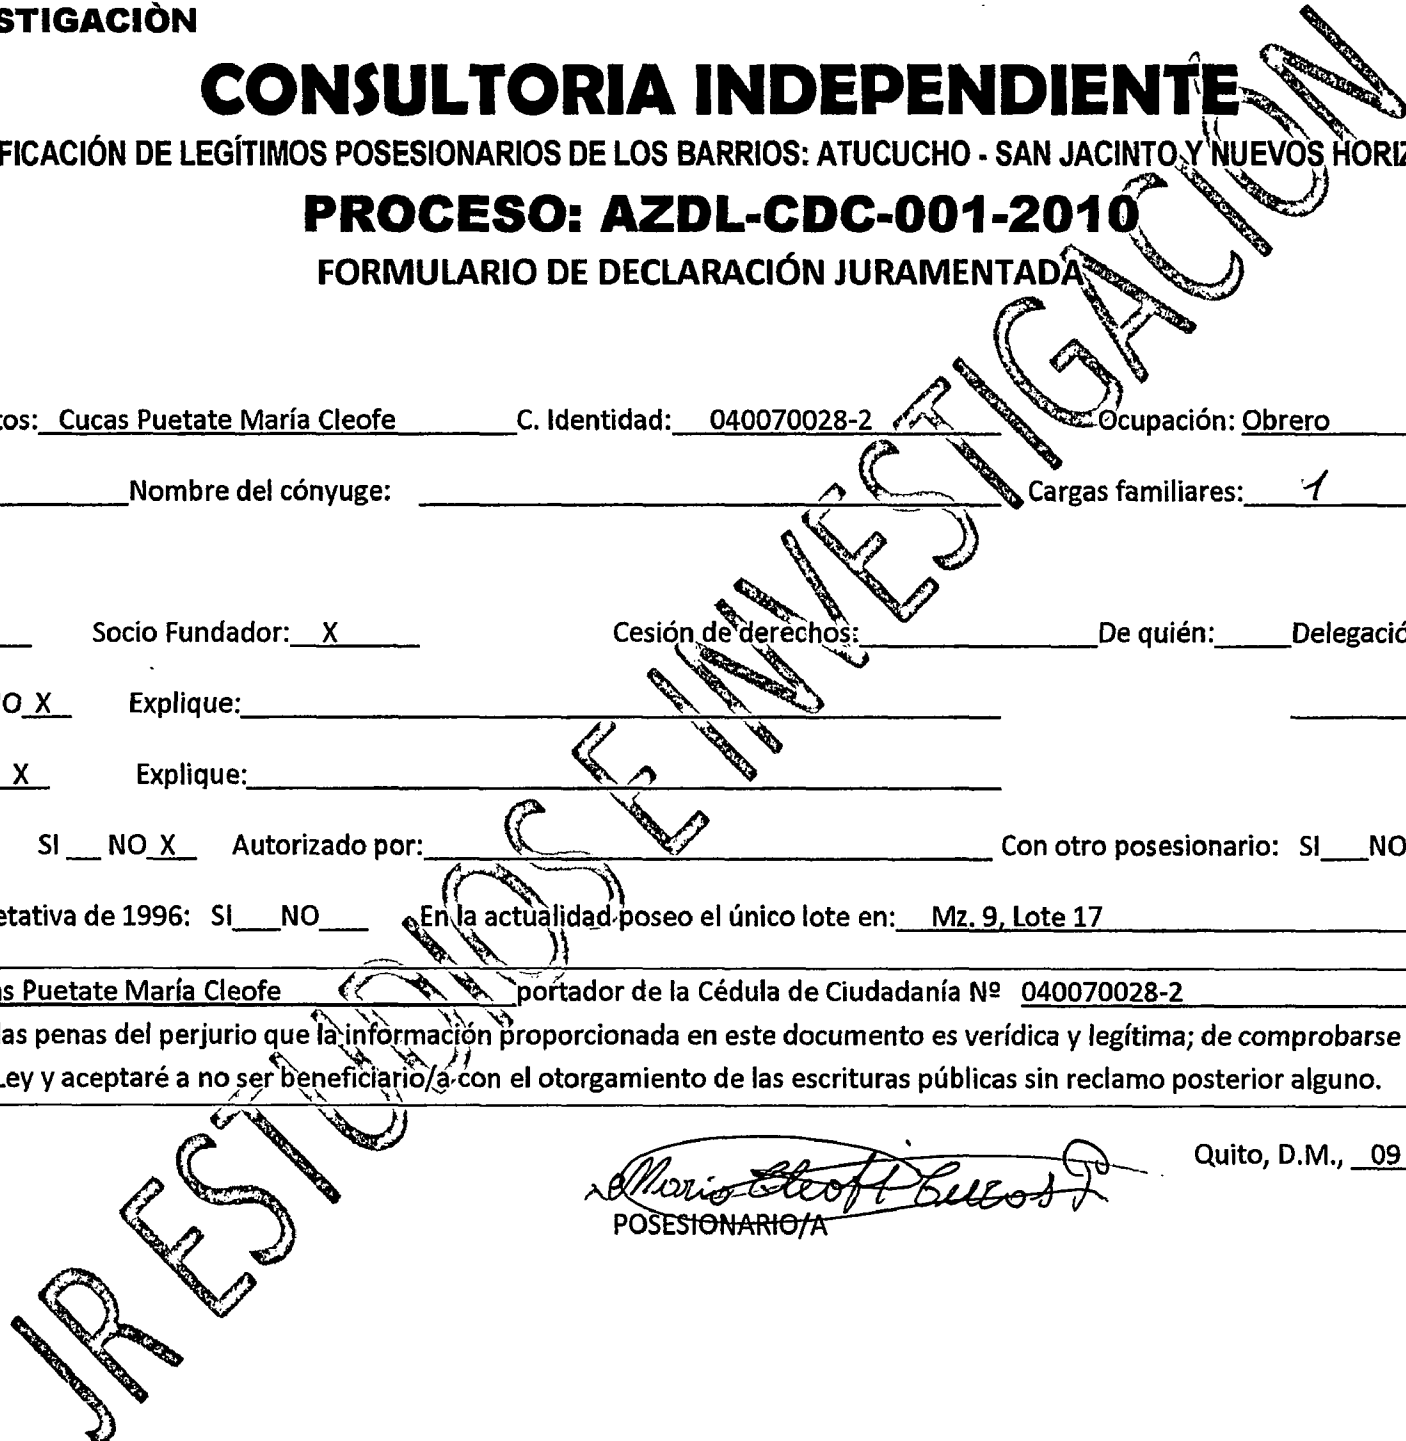 STIGACIÒN
CONSULTORIA INDEPENDIENTE
FICACIÓN DE LEGÍTIMOS POSESIONARIOS DE LOS BARRIOS: ATUCUCHO - SAN JACINTO Y NUEVOS HORIZ
PROCESO: AZDL-CDC-001-2010
FORMULARIO DE DECLARACIÓN JURAMENTADA
tos: Cucas Puetate María Cleofe C. Identidad: 040070028-2 Ocupación: Obrero
Nombre del cónyuge: Cargas familiares: 1
Socio Fundador: X Cesión de derechos: De quién: Delegació
O X Explique:
X Explique:
SI NO X Autorizado por: Con otro posesionario: SI NO
etativa de 1996: SI NO En la actualidad poseo el único lote en: Mz. 9, Lote 17
as Puetate María Cleofe portador de la Cédula de Ciudadanía Nº 040070028-2
las penas del perjurio que la información proporcionada en este documento es verídica y legítima; de comprobarse
Ley y aceptaré a no ser beneficiario/a con el otorgamiento de las escrituras públicas sin reclamo posterior alguno.
Quito, D.M., 09
Maria Cleofe Cucas P
POSESIONARIO/A
JR ESTUDIOS E INVESTIGACION